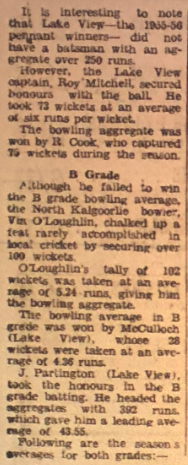 It is interesting to note
that Lake View—the 1955-56
pennant winners— did not
have a batsman with an ag-
gregate over 250 runs.
However, the Lake View
captain, Roy Mitchell, secured
honours with the ball. He
took 73 wickets at an average
of six runs per wicket.
The bowling aggregate was
won by R. Cook, who captured
75 wickets during the season.
B Grade
Although he failed to win
the B grade bowling average,
the North Kalgoorlie bowler,
Vin O'Loughlin, chalked up a
feat rarely accomplished in
local cricket by securing over
100 wickets.
O'Loughlin's tally of 102
wickets was taken at an aver-
age of 5.24 runs, giving him
the bowling aggregate.
The bowling average in B
grade was won by McCulloch
(Lake View), whose 28
wickets were taken at an ave-
rage of 4.36 runs.
J. Partington (Lake View),
took the honours in the B
grade batting. He headed the
aggregates with 392 runs,
which gave him a leading ave-
rage of 43.55.
Following are the season's
averages for both grades:—